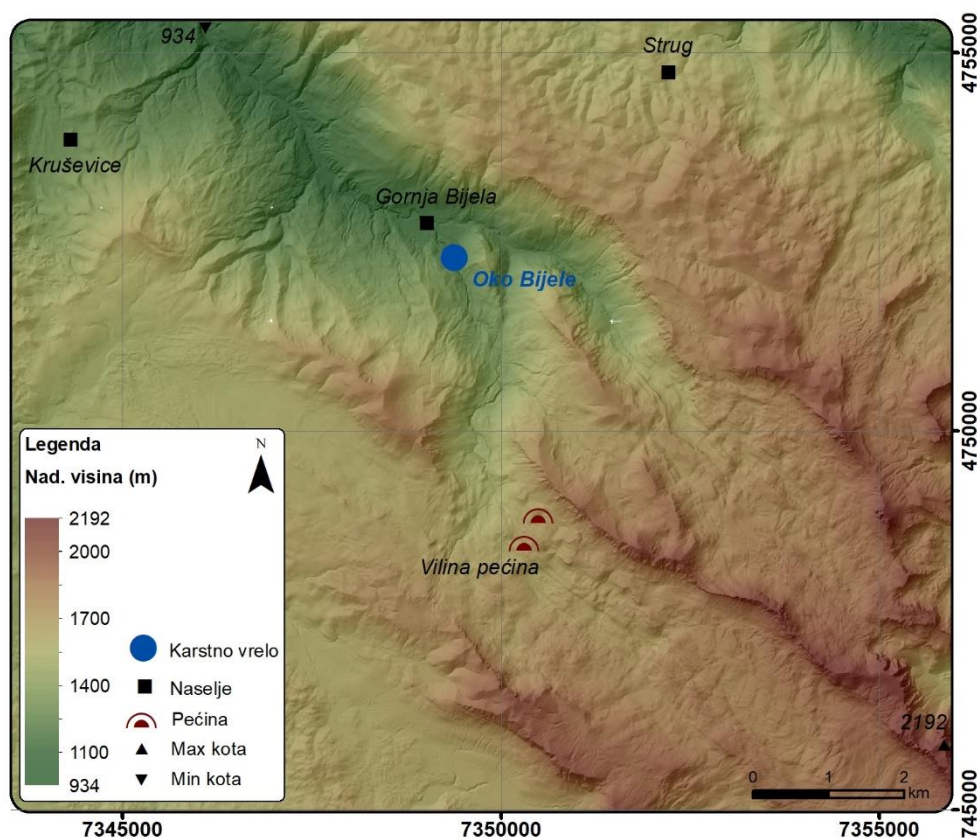 934
Strug
4755000
Kruševice
Gornja Bijela
Oko Bijele
4750000
Legenda
N
Nad. visina (m)
2192
2000
1700
1400
1100
934
Karstno vrelo
Naselje
Pećina
Max kota
Min kota
Vilina pećina
2192
0 1 2
km
4745000
7345000 7350000 7355000